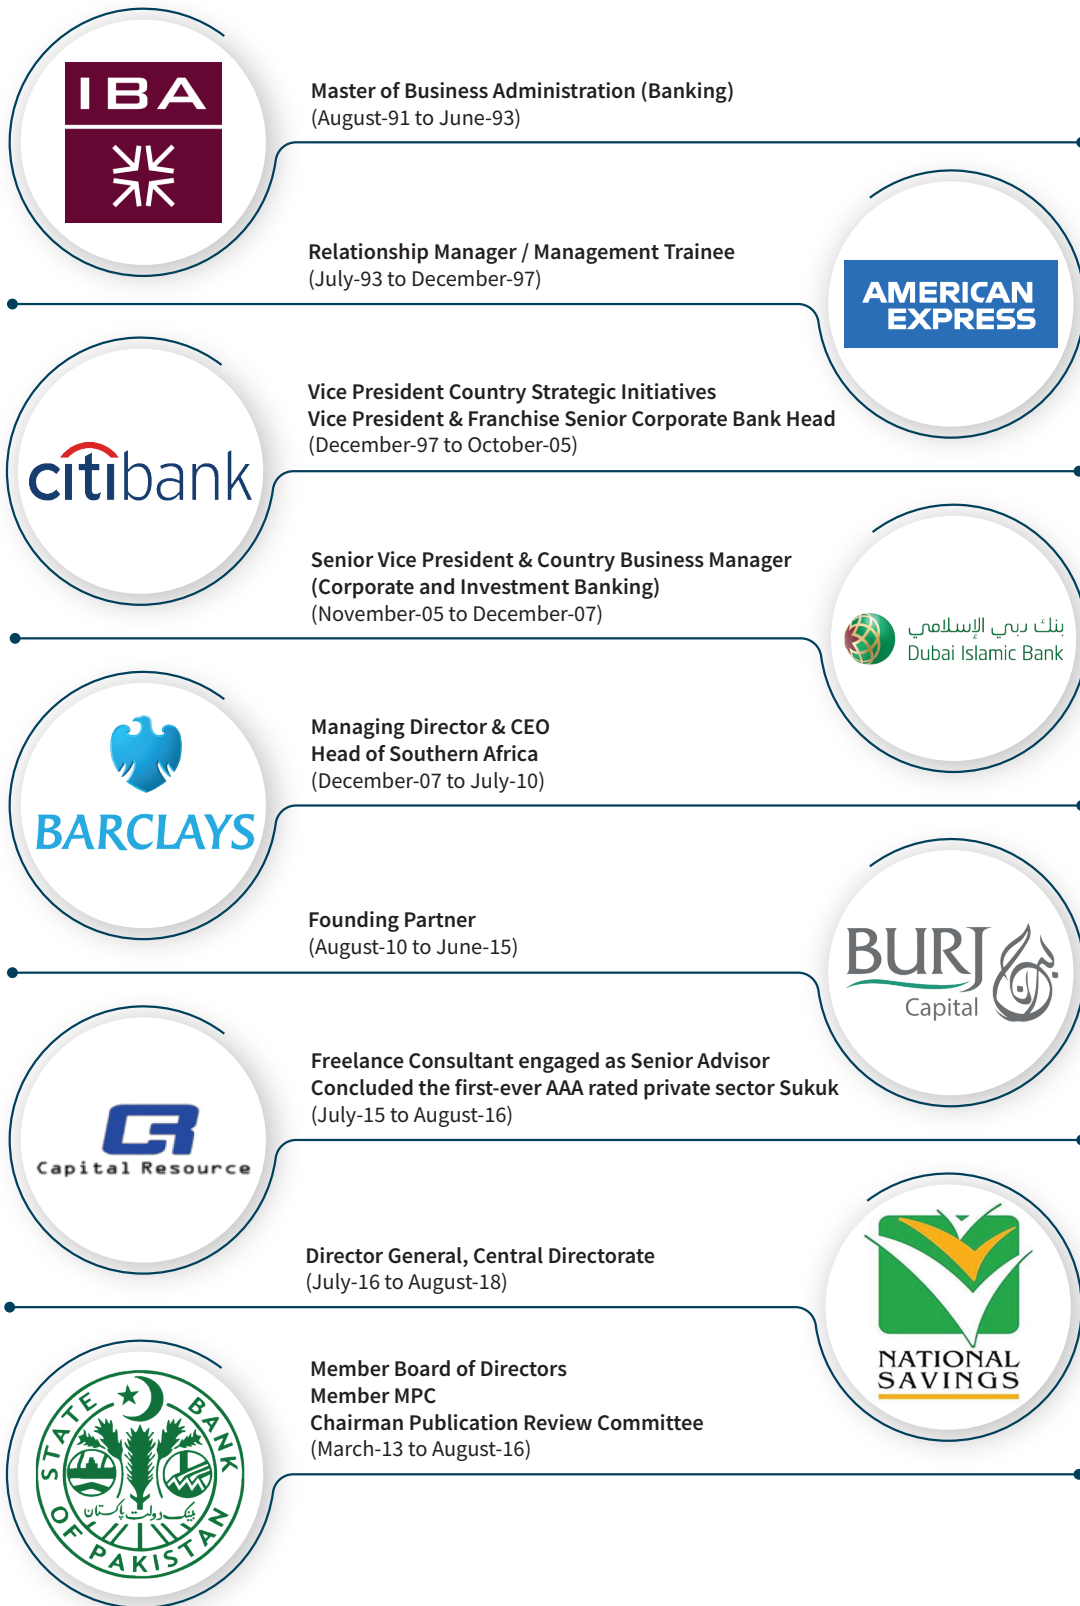 IBA
Master of Business Administration (Banking)
(August-91 to June-93)
Relationship Manager / Management Trainee
(July-93 to December-97)
AMERICAN
EXPRESS
Vice President Country Strategic Initiatives
Vice President & Franchise Senior Corporate Bank Head
(December-97 to October-05)
citibank
Senior Vice President & Country Business Manager
(Corporate and Investment Banking)
(November-05 to December-07)
بنك دبي الإسلامي
Dubai Islamic Bank
Managing Director & CEO
Head of Southern Africa
(December-07 to July-10)
BARCLAYS
Founding Partner
(August-10 to June-15)
BURJ
Capital
Freelance Consultant engaged as Senior Advisor
Concluded the first-ever AAA rated private sector Sukuk
(July-15 to August-16)
CR
Capital Resource
Director General, Central Directorate
(July-16 to August-18)
NATIONAL
SAVINGS
Member Board of Directors
Member MPC
Chairman Publication Review Committee
(March-13 to August-16)
STATE BANK
OF PAKISTAN
بینک دولت پاکستان